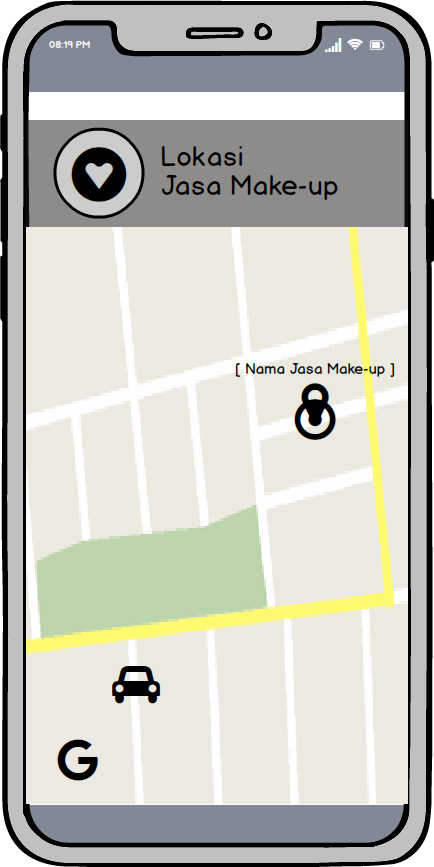 08:19 PM
Lokasi
Jasa Make-up
[ Nama Jasa Make-up ]
G